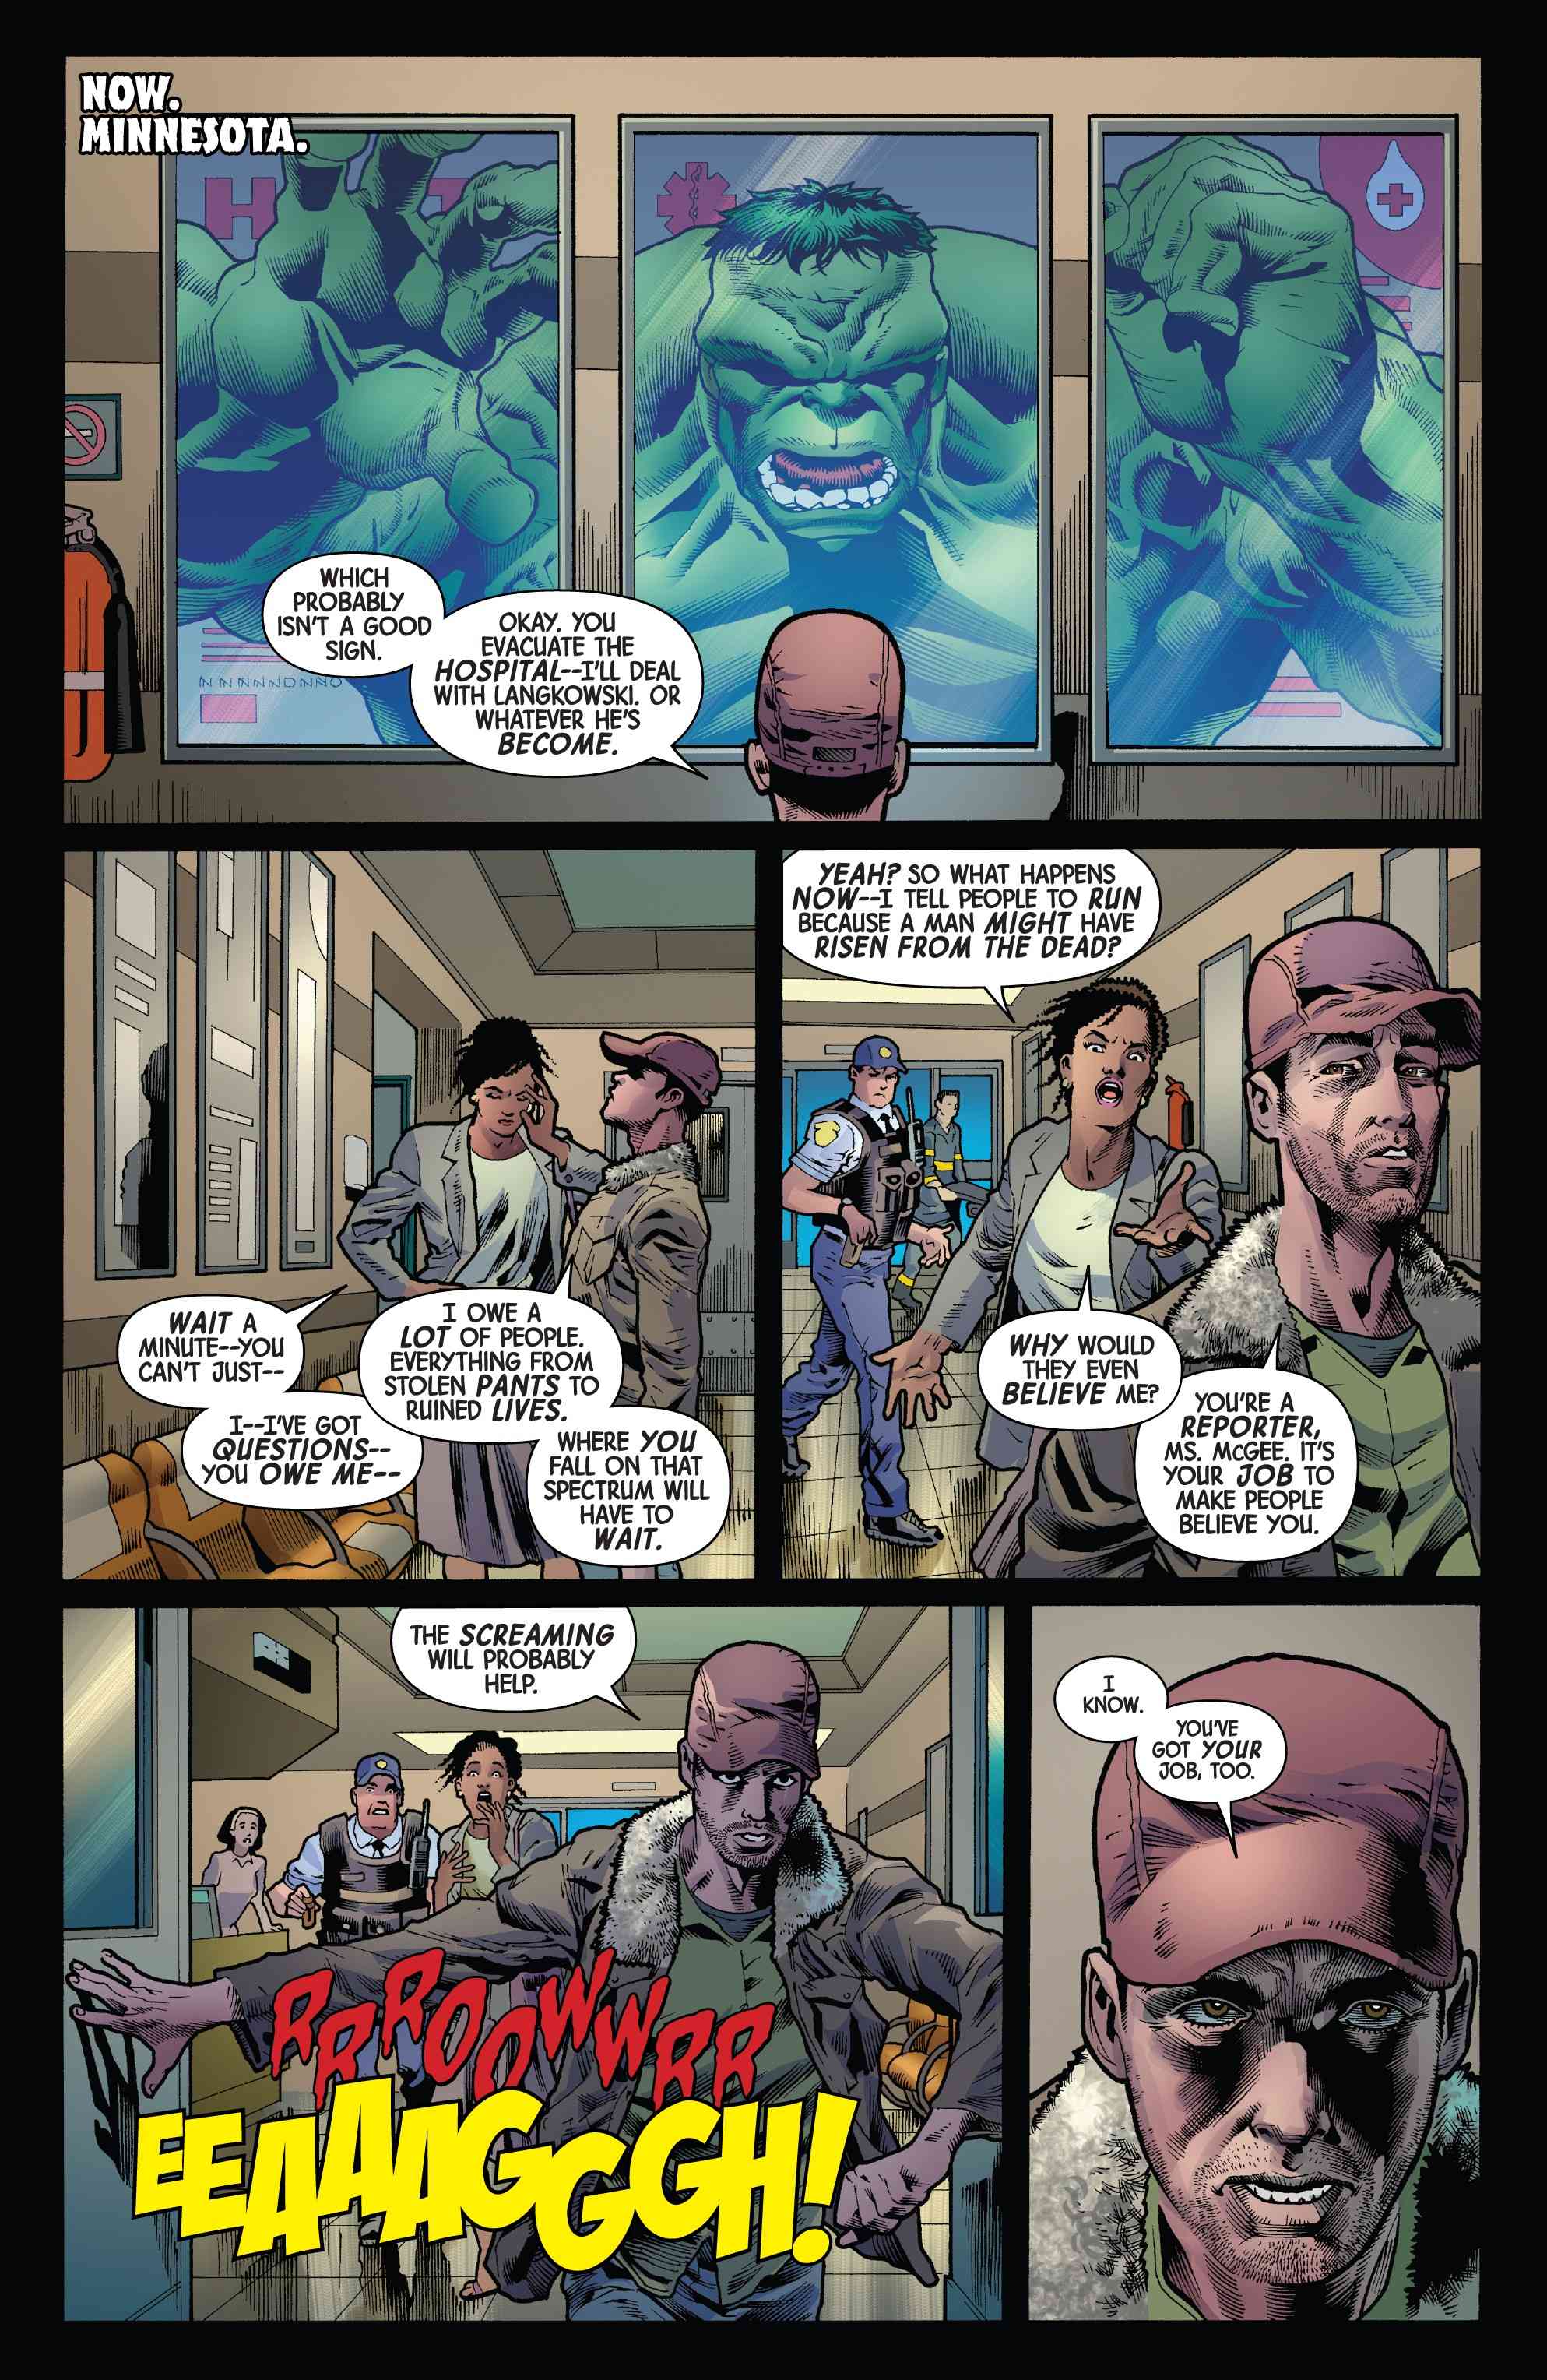 NOW.
MINNESOTA.
H
WHICH
PROBABLY
ISN'T A GOOD
SIGN.
OKAY. YOU
EVACUATE THE
HOSPITAL--I'LL DEAL
WITH LANGKOWSKI. OR
WHATEVER HE'S
BECOME.
WAIT A
MINUTE--YOU
CAN'T JUST--
I--I'VE GOT
QUESTIONS--
YOU OWE ME--
I OWE A
LOT OF PEOPLE.
EVERYTHING FROM
STOLEN PANTS TO
RUINED LIVES.
WHERE YOU
FALL ON THAT
SPECTRUM WILL
HAVE TO
WAIT.
YEAH? SO WHAT HAPPENS
NOW--I TELL PEOPLE TO RUN
BECAUSE A MAN MIGHT HAVE
RISEN FROM THE DEAD?
WHY WOULD
THEY EVEN
BELIEVE ME?
YOU'RE A
REPORTER,
MS. McGEE. IT'S
YOUR JOB TO
MAKE PEOPLE
BELIEVE YOU.
THE SCREAMING
WILL PROBABLY
HELP.
RRRROOWWRR
EEAAAGGGH!
I
KNOW.
YOU'VE
GOT YOUR
JOB, TOO.